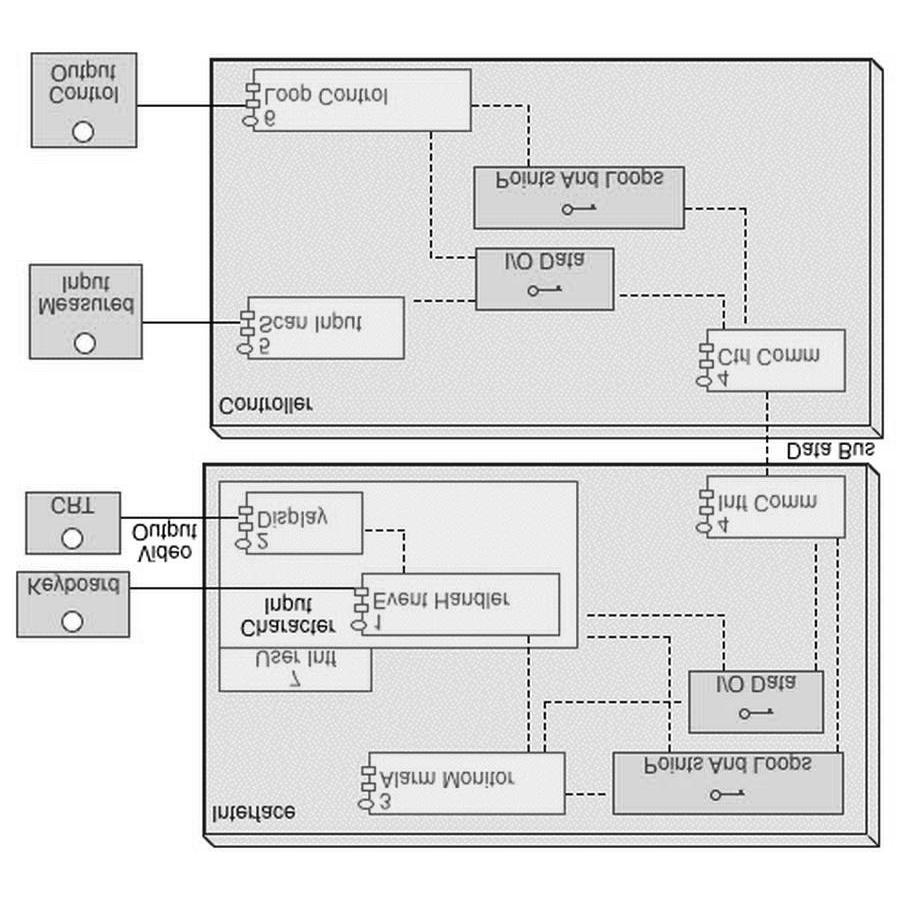 Interface
3
Alarm Monitor
Points And Loops
I/O Data
7
User Intf
Character
Input
1
Event Handler
Keyboard
Video
Output
2
Display
CRT
4
Intf Comm
Data Bus
Controller
4
Ctrl Comm
5
Scan Input
Measured
Input
I/O Data
Points And Loops
6
Loop Control
Control
Output